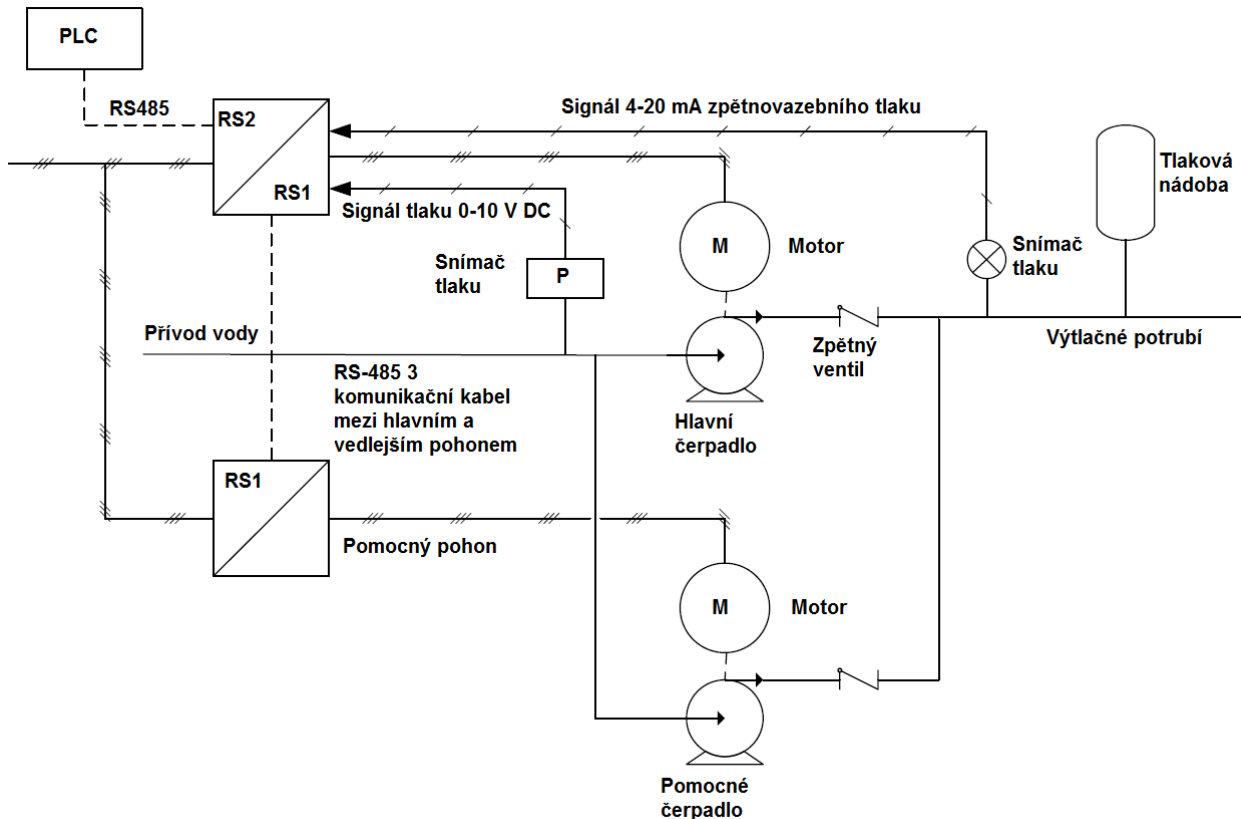 PLC
RS485
RS2
RS1
Signál 4-20 mA zpětnovazebního tlaku
Signál tlaku 0-10 V DC
Tlaková
nádoba
M
Motor
Snímač
tlaku
Snímač
tlaku
P
Přívod vody
Zpětný
ventil
Výtlačné potrubí
RS-485 3
komunikační kabel
mezi hlavním a
vedlejším pohonem
Hlavní
čerpadlo
RS1
Pomocný pohon
M
Motor
Pomocné
čerpadlo